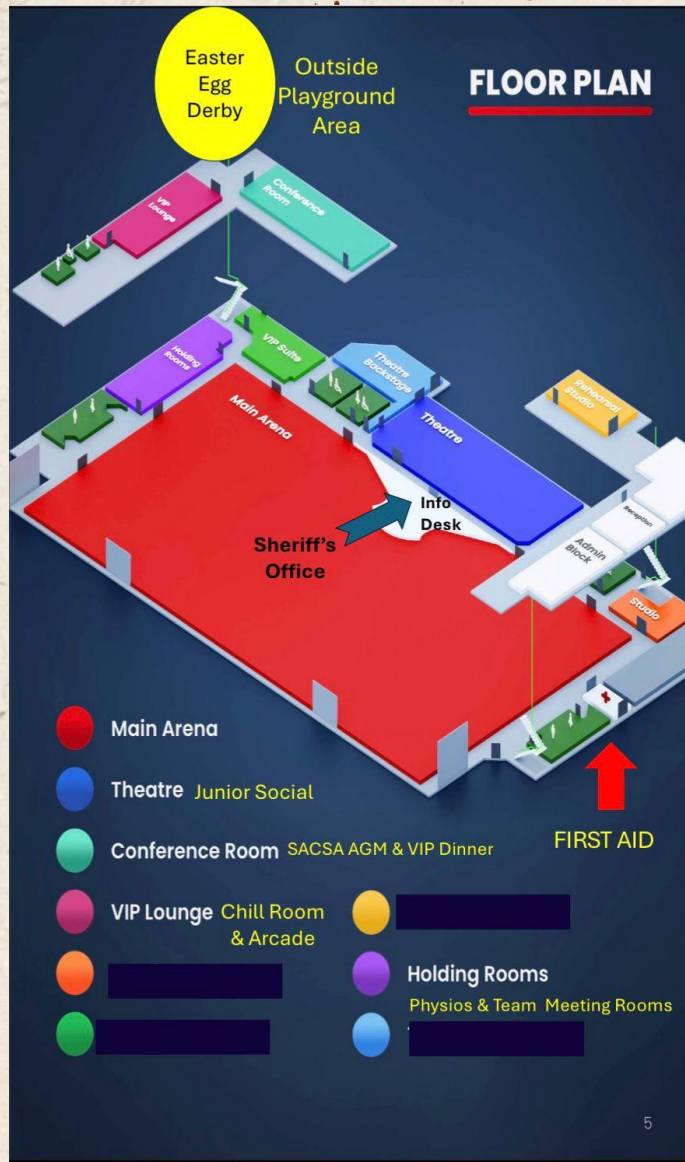 Easter
Egg
Derby
Outside
Playground
Area
FLOOR PLAN
VIP
Lounge
Conference
Room
Holding
Rooms
VIP Suite
Theatre
Backstage
Rehearsal
Studio
Main Arena
Theatre
Info
Desk
Sheriff's
Office
Reception
Admin
Block
Studio
Main Arena
Theatre Junior Social
FIRST AID
Conference Room SACSA AGM & VIP Dinner
VIP Lounge Chill Room
& Arcade
Holding Rooms
Physios & Team Meeting Rooms
5